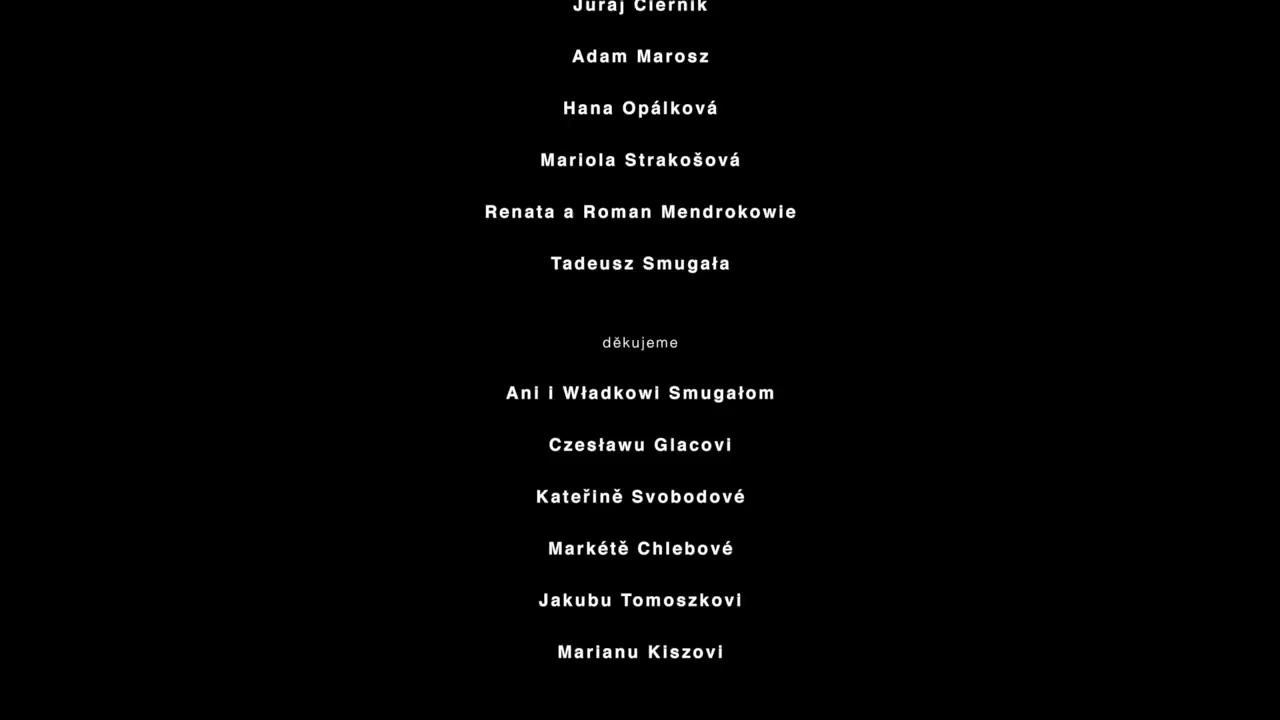 Juraj Čierník
Adam Marosz
Hana Opálková
Mariola Strakošová
Renata a Roman Mendrokowie
Tadeusz Smugała
děkujeme
Ani i Władkowi Smugałom
Czesławu Glacovi
Kateřině Svobodové
Markétě Chlebové
Jakubu Tomoszkovi
Marianu Kiszovi